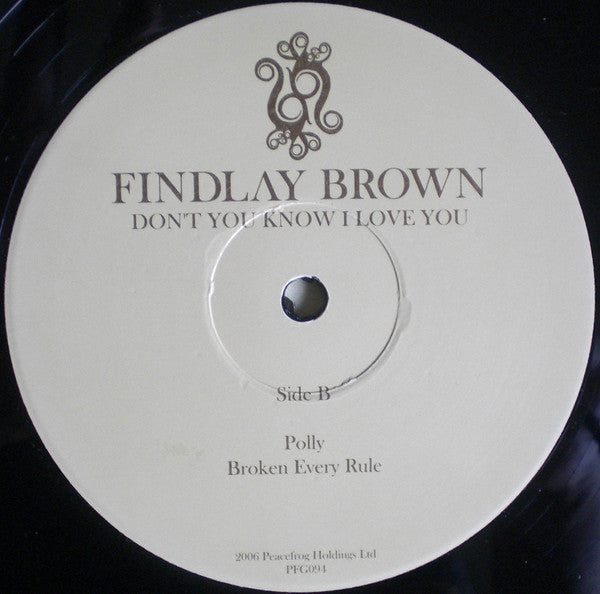 FINDLAY BROWN
DON'T YOU KNOW I LOVE YOU
Side B
Polly
Broken Every Rule
2006 Peacefrog Holdings Ltd
PFG094